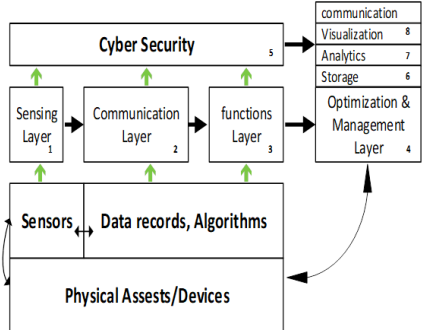 communication
Visualization 8
Analytics 7
Storage 6
Cyber Security
5
Sensing
Layer
1
Communication
Layer
2
functions
Layer
3
Optimization &
Management
Layer 4
Sensors
Data records, Algorithms
Physical Assests/Devices